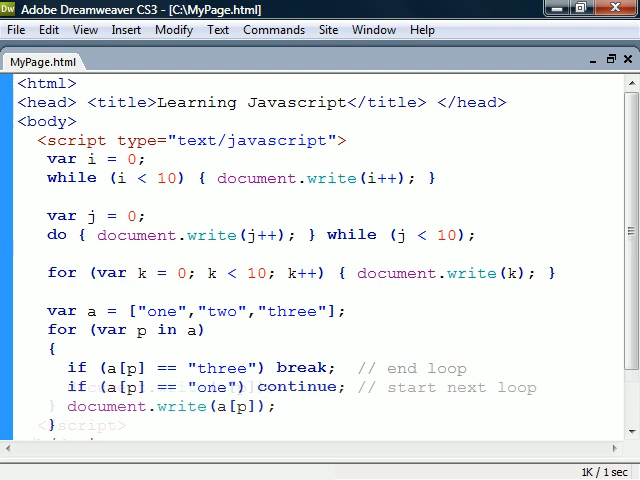 Adobe Dreamweaver CS3 - [C:\MyPage.html]
File Edit View Insert Modify Text Commands Site Window Help
MyPage.html
<html>
<head> <title>Learning Javascript</title> </head>
<body>
<script type="text/javascript">
var i = 0;
while (i < 10) { document.write(i++); }
var j = 0;
do { document.write(j++); } while (j < 10);
for (var k = 0; k < 10; k++) { document.write(k); }
var a = ["one","two","three"];
for (var p in a)
{
if (a[p] == "three") break; // end loop
if (a[p] == "one") continue; // start next loop
} document.write(a[p]);
}
script>
1K / 1 sec